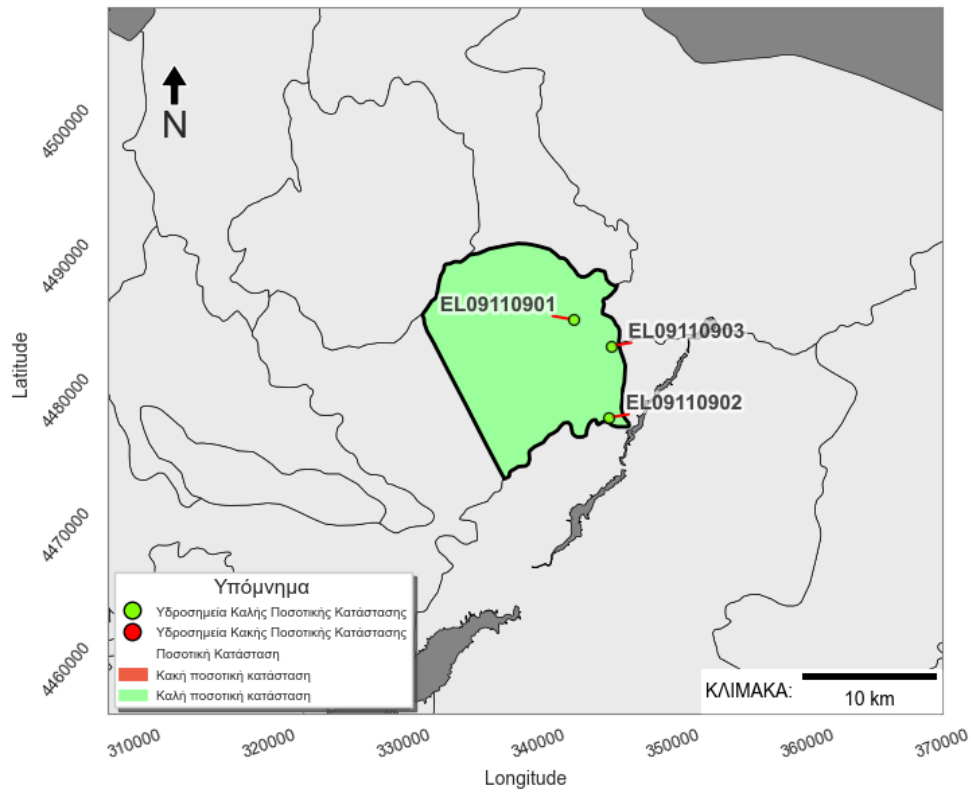 N
EL09110901
EL09110903
EL09110902
Latitude
4500000
4490000
4480000
4470000
4460000
Υπόμνημα
Υδροσημεία Καλής Ποσοτικής Κατάστασης
Υδροσημεία Κακής Ποσοτικής Κατάστασης
Ποσοτική Κατάσταση
Κακή ποσοτική κατάσταση
Καλή ποσοτική κατάσταση
ΚΛΙΜΑΚΑ:
10 km
310000
320000
330000
340000
350000
360000
370000
Longitude